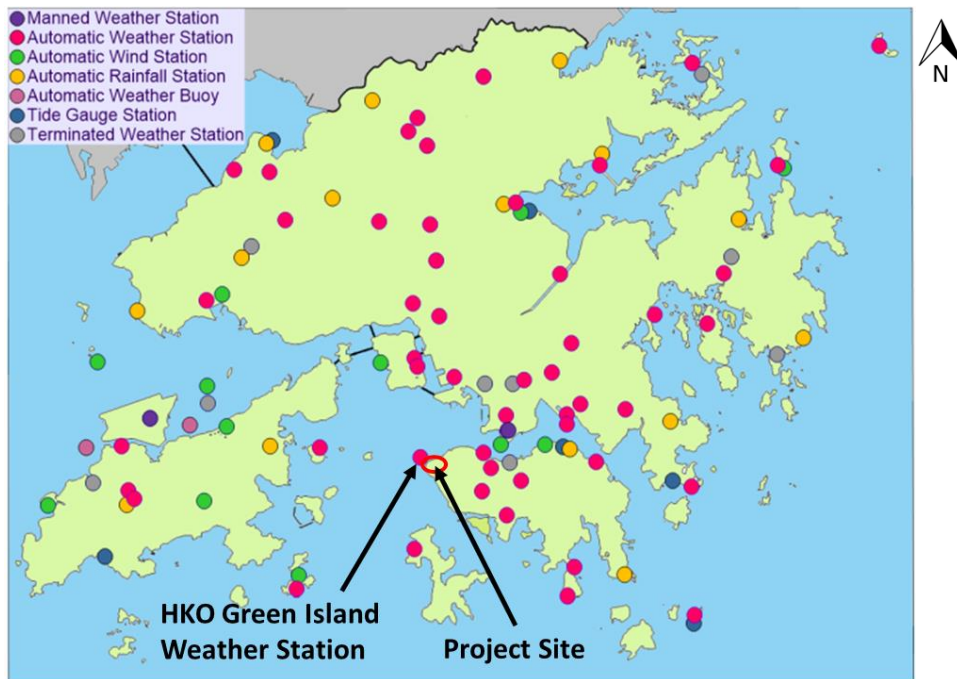 Manned Weather Station
Automatic Weather Station
Automatic Wind Station
Automatic Rainfall Station
Automatic Weather Buoy
Tide Gauge Station
Terminated Weather Station
N
HKO Green Island
Weather Station
Project Site